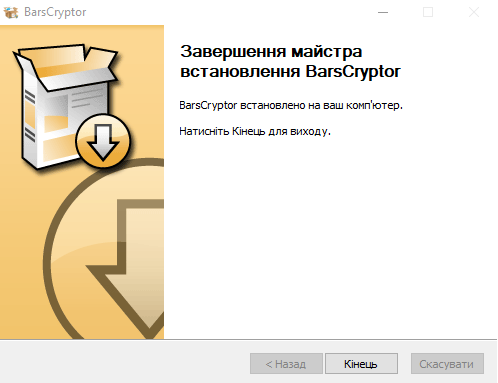 BarsCryptor
Завершення майстра
встановлення BarsCryptor
BarsCryptor встановлено на ваш комп'ютер.
Натисніть Кінець для виходу.
< Назад
Кінець
Скасувати